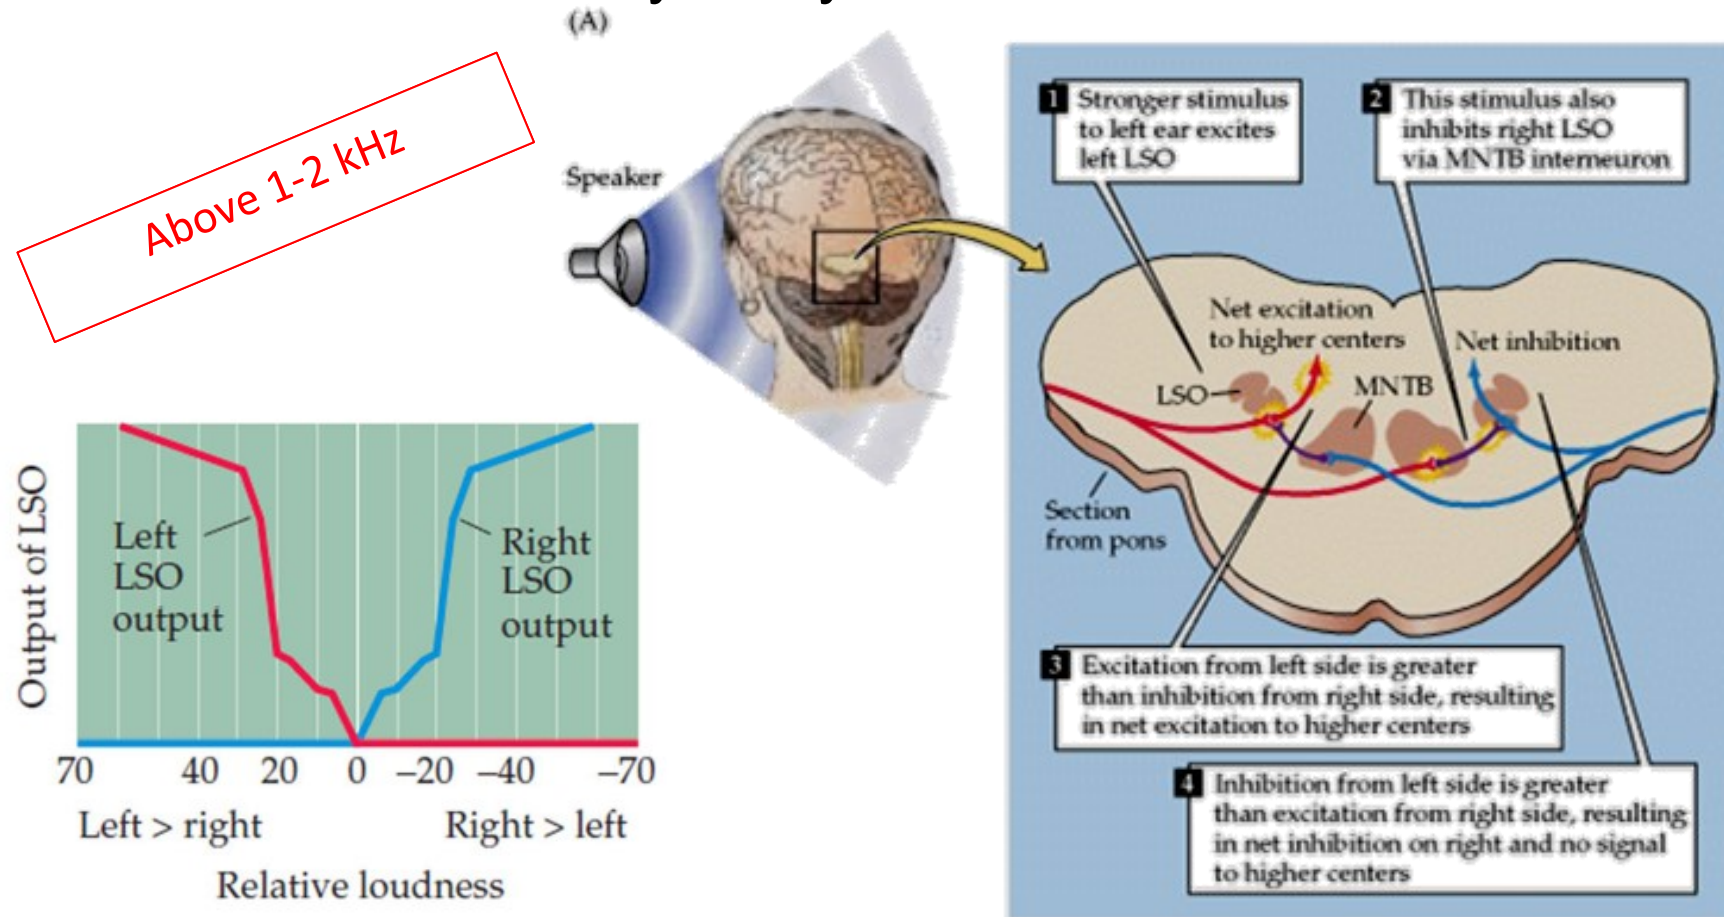 (A)
Above 1-2 kHz
Speaker
1 Stronger stimulus
to left ear excites
left LSO
2 This stimulus also
inhibits right LSO
via MNTB interneuron
Net excitation
to higher centers
Net inhibition
LSO
MNTB
Section
from pons
3 Excitation from left side is greater
than inhibition from right side, resulting
in net excitation to higher centers
4 Inhibition from left side is greater
than excitation from right side, resulting
in net inhibition on right and no signal
to higher centers
Output of LSO
Left
LSO
output
Right
LSO
output
70 40 20 0 –20 –40 –70
Left > right Right > left
Relative loudness